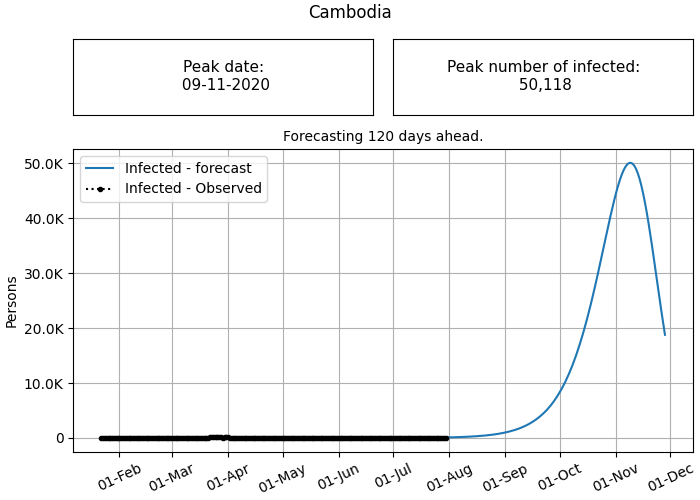 Cambodia
Peak date:
09-11-2020
Peak number of infected:
50,118
Forecasting 120 days ahead.
Infected - forecast
Infected - Observed
Persons
50.0K
40.0K
30.0K
20.0K
10.0K
0
01-Feb
01-Mar
01-Apr
01-May
01-Jun
01-Jul
01-Aug
01-Sep
01-Oct
01-Nov
01-Dec